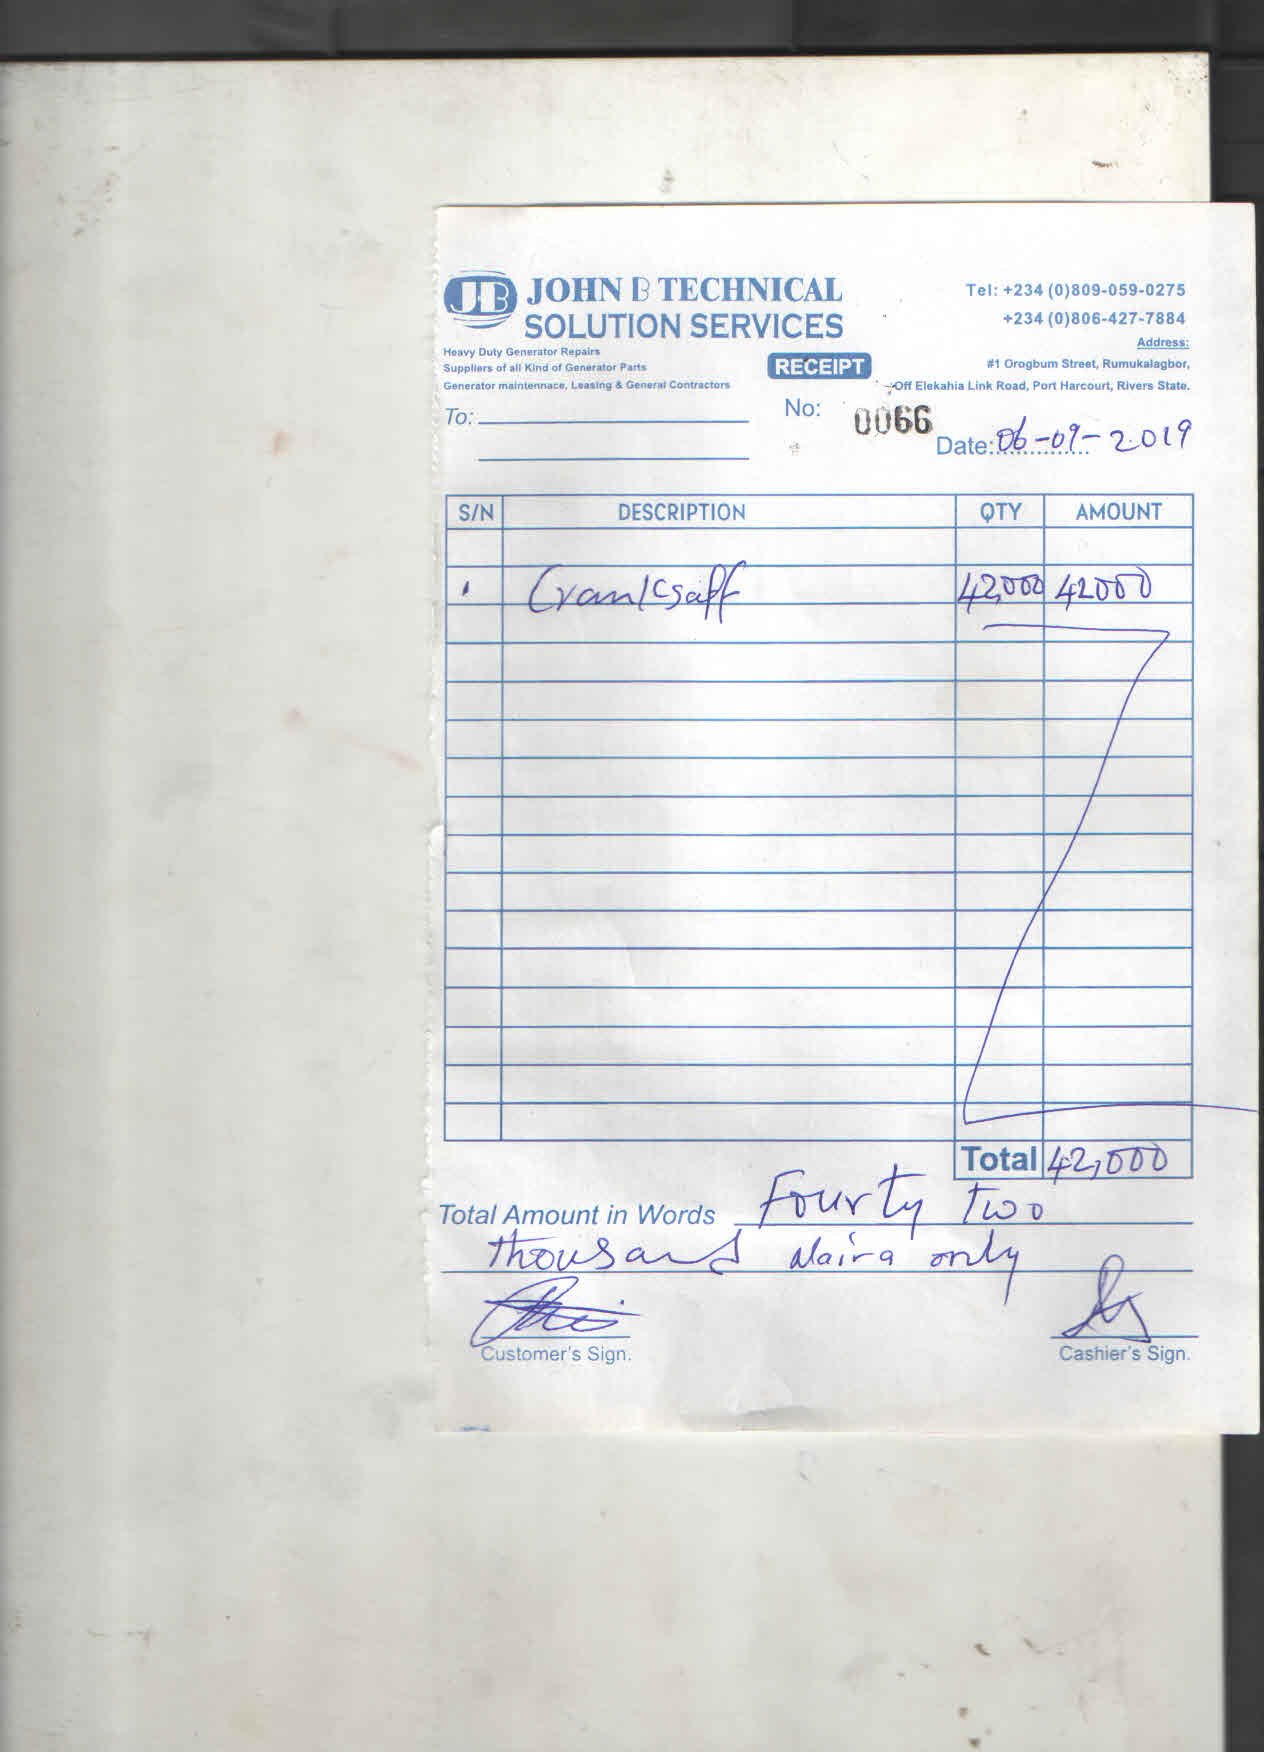 JB JOHN B TECHNICAL
SOLUTION SERVICES
Heavy Duty Generator Repairs
Suppliers of all Kind of Generator Parts
Generator maintennace, Leasing & General Contractors
RECEIPT
Tel: +234 (0)809-059-0275
+234 (0)806-427-7884
Address:
#1 Orogbum Street, Rumukalagbor,
Off Elekahia Link Road, Port Harcourt, Rivers State.
To:
No: 0066
Date: 06-09-2019
S/N DESCRIPTION QTY AMOUNT
1 Cranksaff 42,000 42000
Total 42,000
Total Amount in Words Fourty Two
thousand Naira only
Customer's Sign. Cashier's Sign.